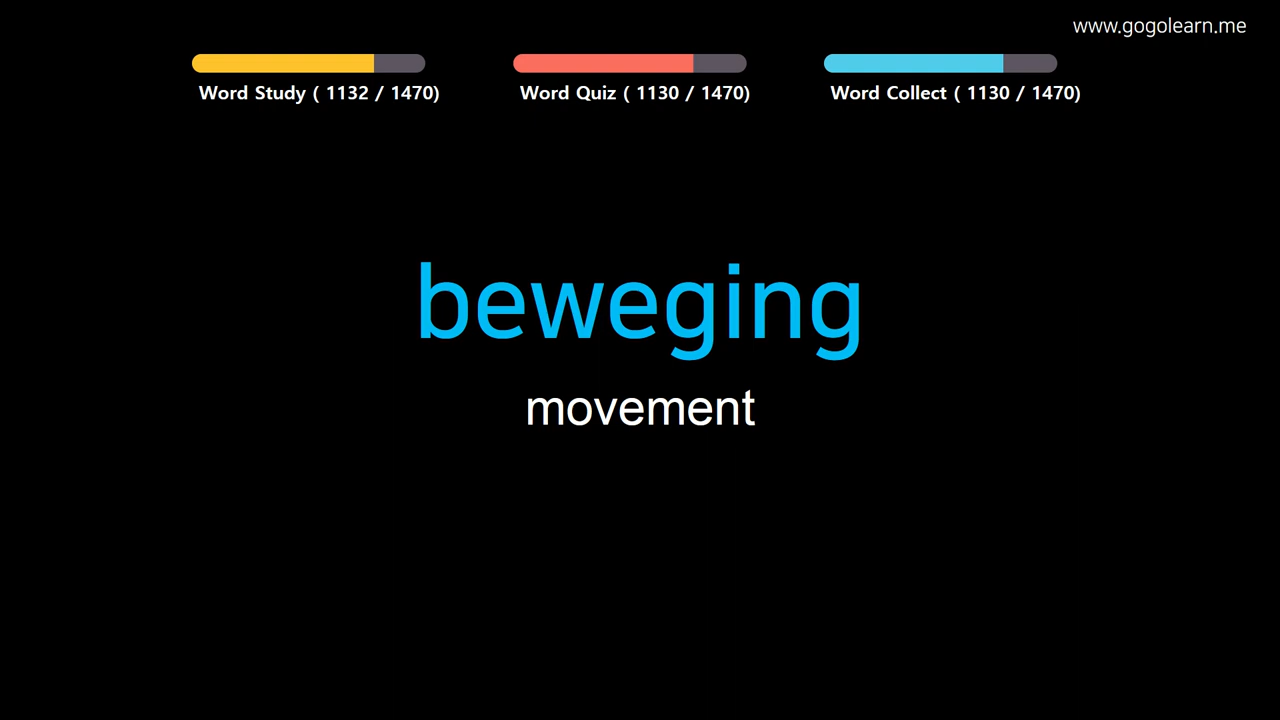 www.gogolearn.me
Word Study ( 1132 / 1470)
Word Quiz ( 1130 / 1470)
Word Collect ( 1130 / 1470)
beweging
movement